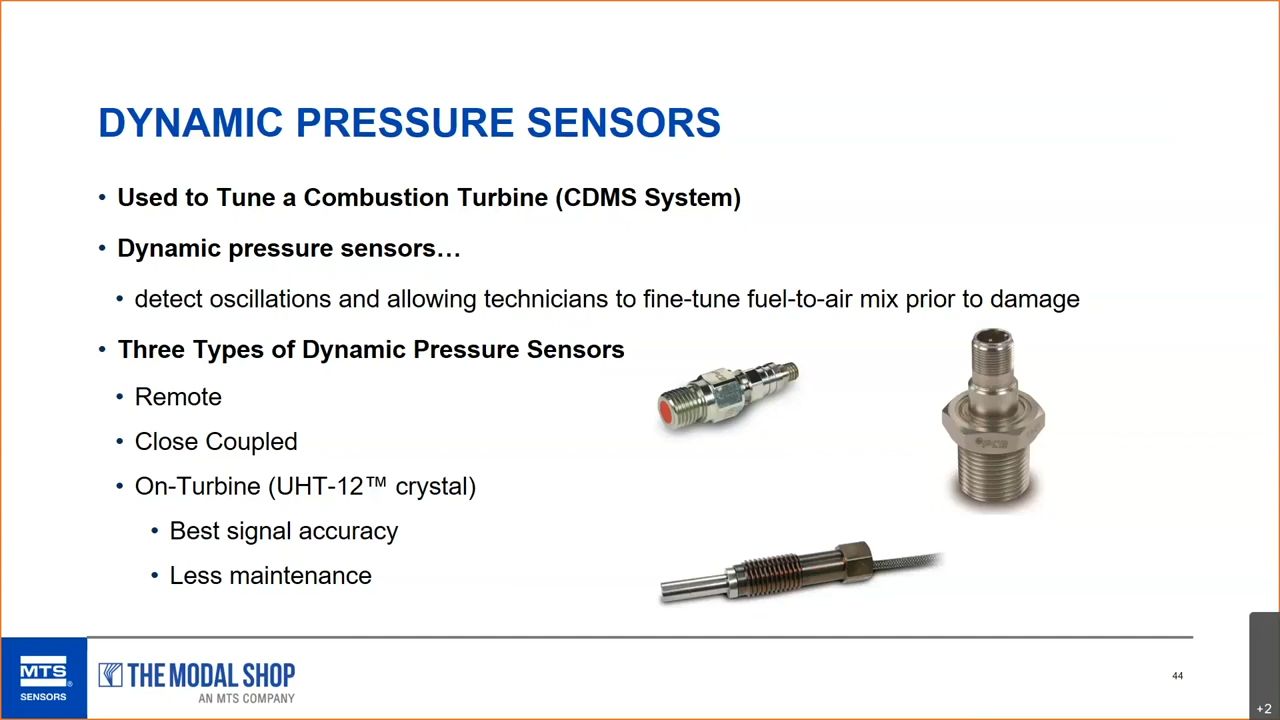 DYNAMIC PRESSURE SENSORS
• Used to Tune a Combustion Turbine (CDMS System)
• Dynamic pressure sensors…
• detect oscillations and allowing technicians to fine-tune fuel-to-air mix prior to damage
• Three Types of Dynamic Pressure Sensors
• Remote
• Close Coupled
• On-Turbine (UHT-12™ crystal)
• Best signal accuracy
• Less maintenance
PCB
MTS®
SENSORS
THE MODAL SHOP
AN MTS COMPANY
44
+2